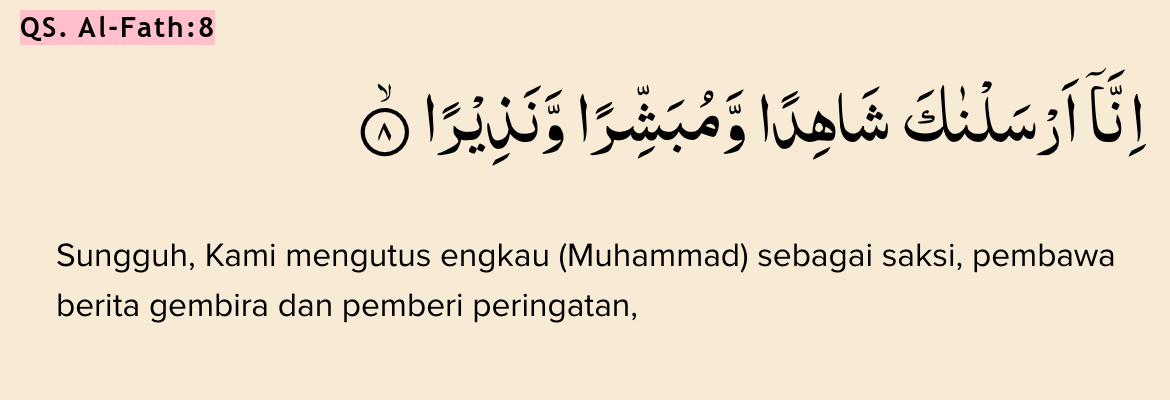 QS. Al-Fath:8
اِنَّآ اَرْسَلْنٰكَ شَاهِدًا وَّمُبَشِّرًا وَّنَذِيْرًاۙ ۝٨
Sungguh, Kami mengutus engkau (Muhammad) sebagai saksi, pembawa
berita gembira dan pemberi peringatan,